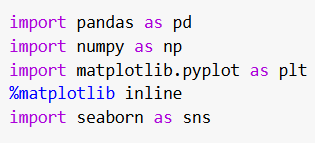 import pandas as pd
import numpy as np
import matplotlib.pyplot as plt
%matplotlib inline
import seaborn as sns